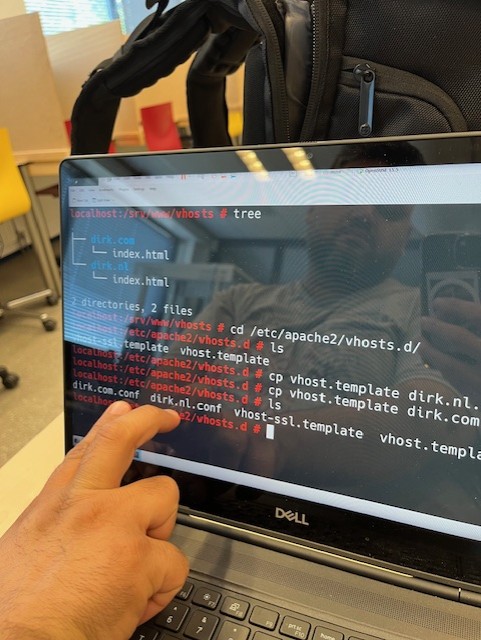 localhost:/srv/www/vhosts # tree
.
├── dirk.com
│   └── index.html
└── dirk.nl
    └── index.html
2 directories, 2 files
localhost:/srv/www/vhosts # cd /etc/apache2/vhosts.d/
localhost:/etc/apache2/vhosts.d # ls
vhost-ssl.template vhost.template
localhost:/etc/apache2/vhosts.d # cp vhost.template dirk.nl.
localhost:/etc/apache2/vhosts.d # cp vhost.template dirk.com
localhost:/etc/apache2/vhosts.d # ls
dirk.com.conf dirk.nl.conf vhost-ssl.template vhost.templa
2/vhosts.d #
DELL